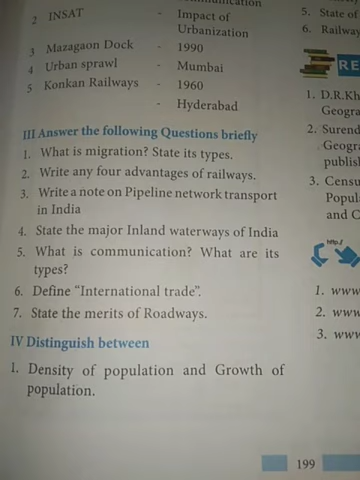 2 INSAT - Impact of
Urbanization
3 Mazagaon Dock - 1990
4 Urban sprawl - Mumbai
5 Konkan Railways - 1960
- Hyderabad
III Answer the following Questions briefly
1. What is migration? State its types.
2. Write any four advantages of railways.
3. Write a note on Pipeline network transport
in India
4. State the major Inland waterways of India
5. What is communication? What are its
types?
6. Define “International trade”.
7. State the merits of Roadways.
IV Distinguish between
1. Density of population and Growth of
population.
5. State of
6. Railway
RE
1. D.R.Kh
Geogra
2. Surend
Geogra
publish
3. Censu
Popul
and C
http://
1. www
2. www
3. www
199